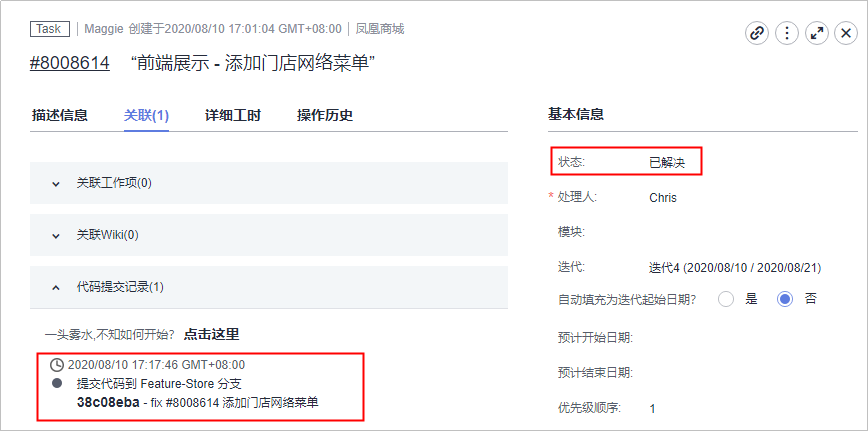 Task | Maggie 创建于2020/08/10 17:01:04 GMT+08:00 | 凤凰商城
#8008614 “前端展示 - 添加门店网络菜单”
描述信息 关联(1) 详细工时 操作历史
关联工作项(0)
关联Wiki(0)
代码提交记录(1)
一头雾水,不知如何开始? 点击这里
2020/08/10 17:17:46 GMT+08:00
提交代码到 Feature-Store 分支
38c08eba - fix #8008614 添加门店网络菜单
基本信息
状态: 已解决
* 处理人: Chris
模块:
迭代: 迭代4 (2020/08/10 / 2020/08/21)
自动填充为迭代起始日期? 是 否
预计开始日期:
预计结束日期:
优先级顺序: 1